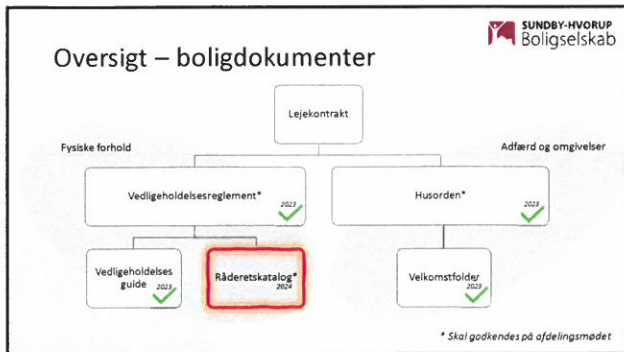 SUNDBY-HVORUP
Boligselskab
Oversigt – boligdokumenter
Lejekontrakt
Fysiske forhold
Adfærd og omgivelser
Vedligeholdelsesreglement*
2023
Husorden*
2023
Vedligeholdelses
guide
2023
Råderetskatalog*
2024
Velkomstfolder
2023
* Skal godkendes på afdelingsmødet